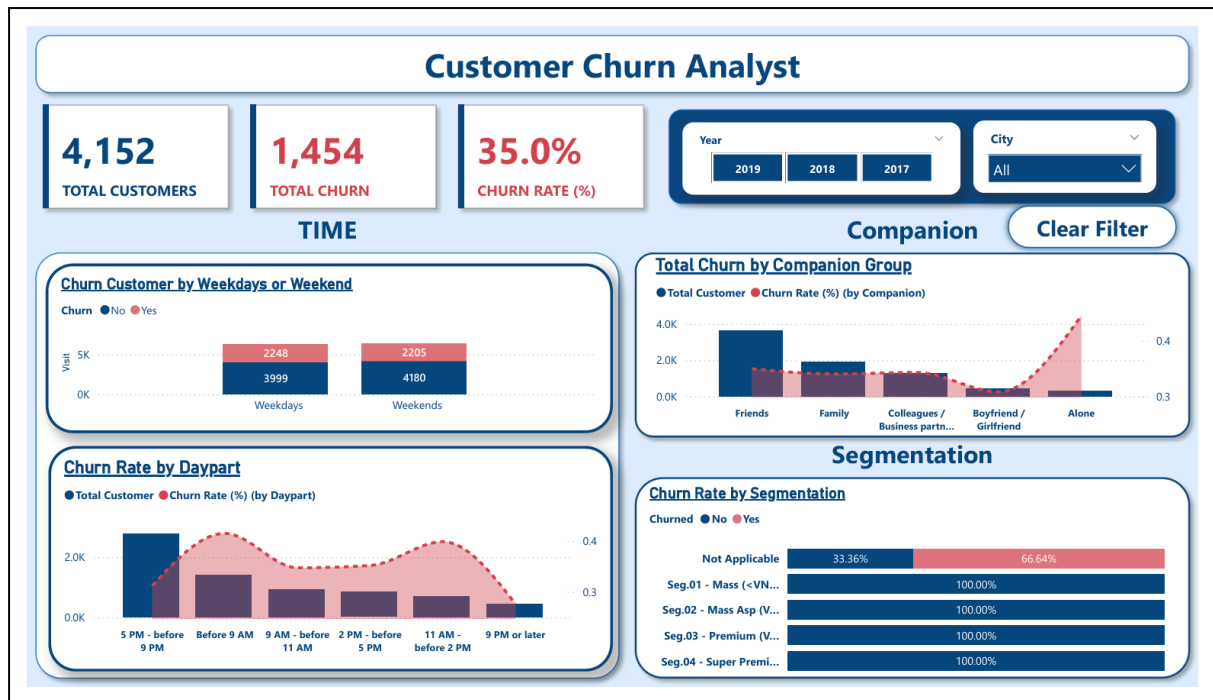 Customer Churn Analyst
4,152
TOTAL CUSTOMERS
1,454
TOTAL CHURN
35.0%
CHURN RATE (%)
Year
2019 2018 2017
City
All
TIME
Companion
Clear Filter
Churn Customer by Weekdays or Weekend
Churn No Yes
Visit
5K
0K
2248
3999
2205
4180
Weekdays Weekends
Churn Rate by Daypart
Total Customer Churn Rate (%) (by Daypart)
2.0K
0.0K
0.4
0.3
5 PM - before
9 PM
Before 9 AM
9 AM - before
11 AM
2 PM - before
5 PM
11 AM -
before 2 PM
9 PM or later
Total Churn by Companion Group
Total Customer Churn Rate (%) (by Companion)
4.0K
2.0K
0.0K
0.4
0.3
Friends
Family
Colleagues /
Business partn...
Boyfriend /
Girlfriend
Alone
Segmentation
Churn Rate by Segmentation
Churned No Yes
Not Applicable 33.36% 66.64%
Seg.01 - Mass (<VN... 100.00%
Seg.02 - Mass Asp (V... 100.00%
Seg.03 - Premium (V... 100.00%
Seg.04 - Super Premi... 100.00%